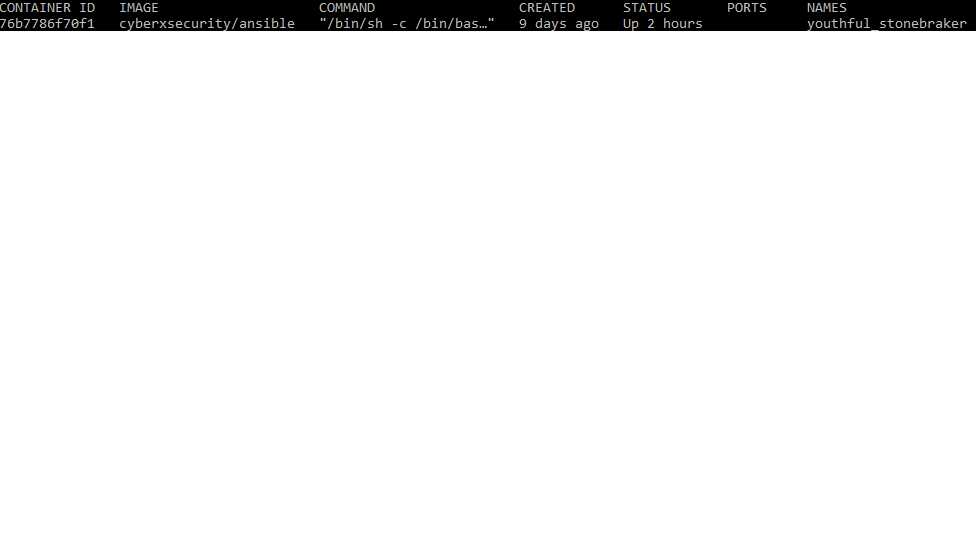 CONTAINER ID   IMAGE                    COMMAND                  CREATED      STATUS       PORTS     NAMES
76b7786f70f1   cyberxsecurity/ansible   "/bin/sh -c /bin/bas…"   9 days ago   Up 2 hours             youthful_stonebraker